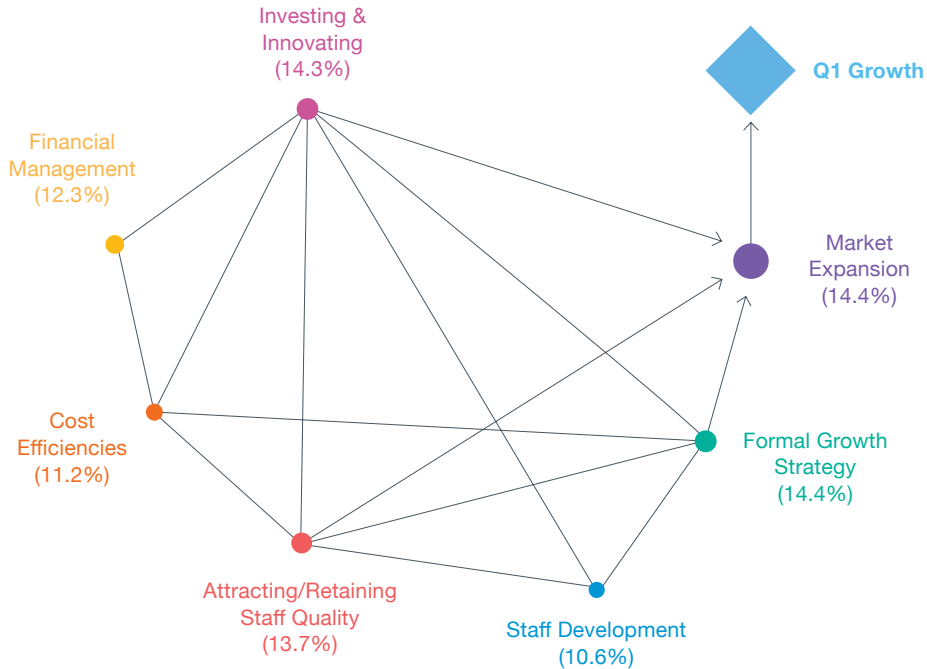 Investing &
Innovating
(14.3%)
Q1 Growth
Financial
Management
(12.3%)
Market
Expansion
(14.4%)
Cost
Efficiencies
(11.2%)
Formal Growth
Strategy
(14.4%)
Attracting/Retaining
Staff Quality
(13.7%)
Staff Development
(10.6%)